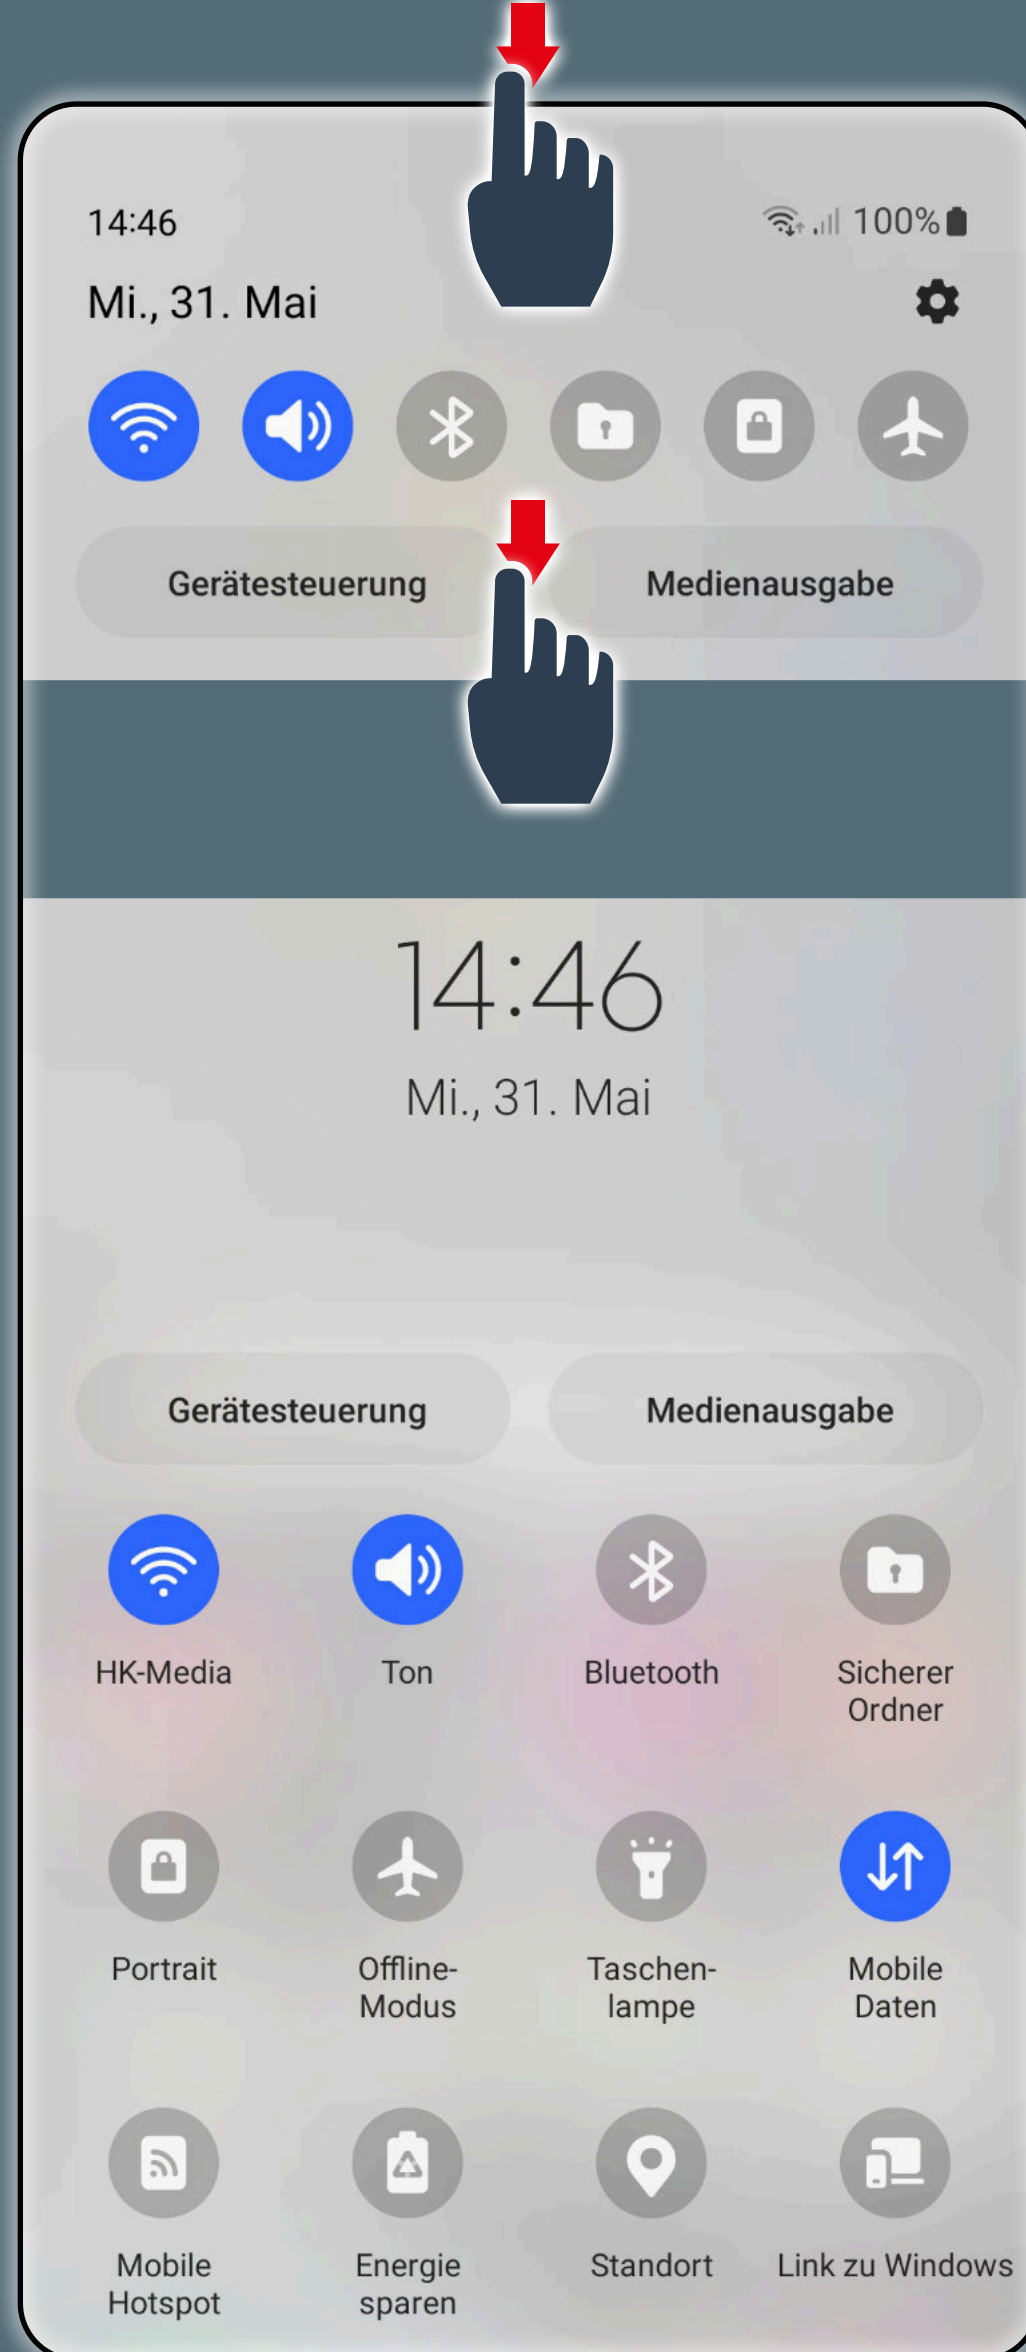 14:46 100%
Mi., 31. Mai
Gerätesteuerung Medienausgabe
14:46
Mi., 31. Mai
Gerätesteuerung Medienausgabe
HK-Media Ton Bluetooth Sicherer
Ordner
Portrait Offline- Taschen- Mobile
Modus lampe Daten
Mobile Energie Standort Link zu Windows
Hotspot sparen